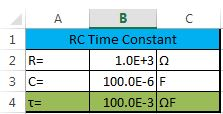 A B C
1 RC Time Constant
2 R= 1.0E+3 Ω
3 C= 100.0E-6 F
4 τ= 100.0E-3 ΩF